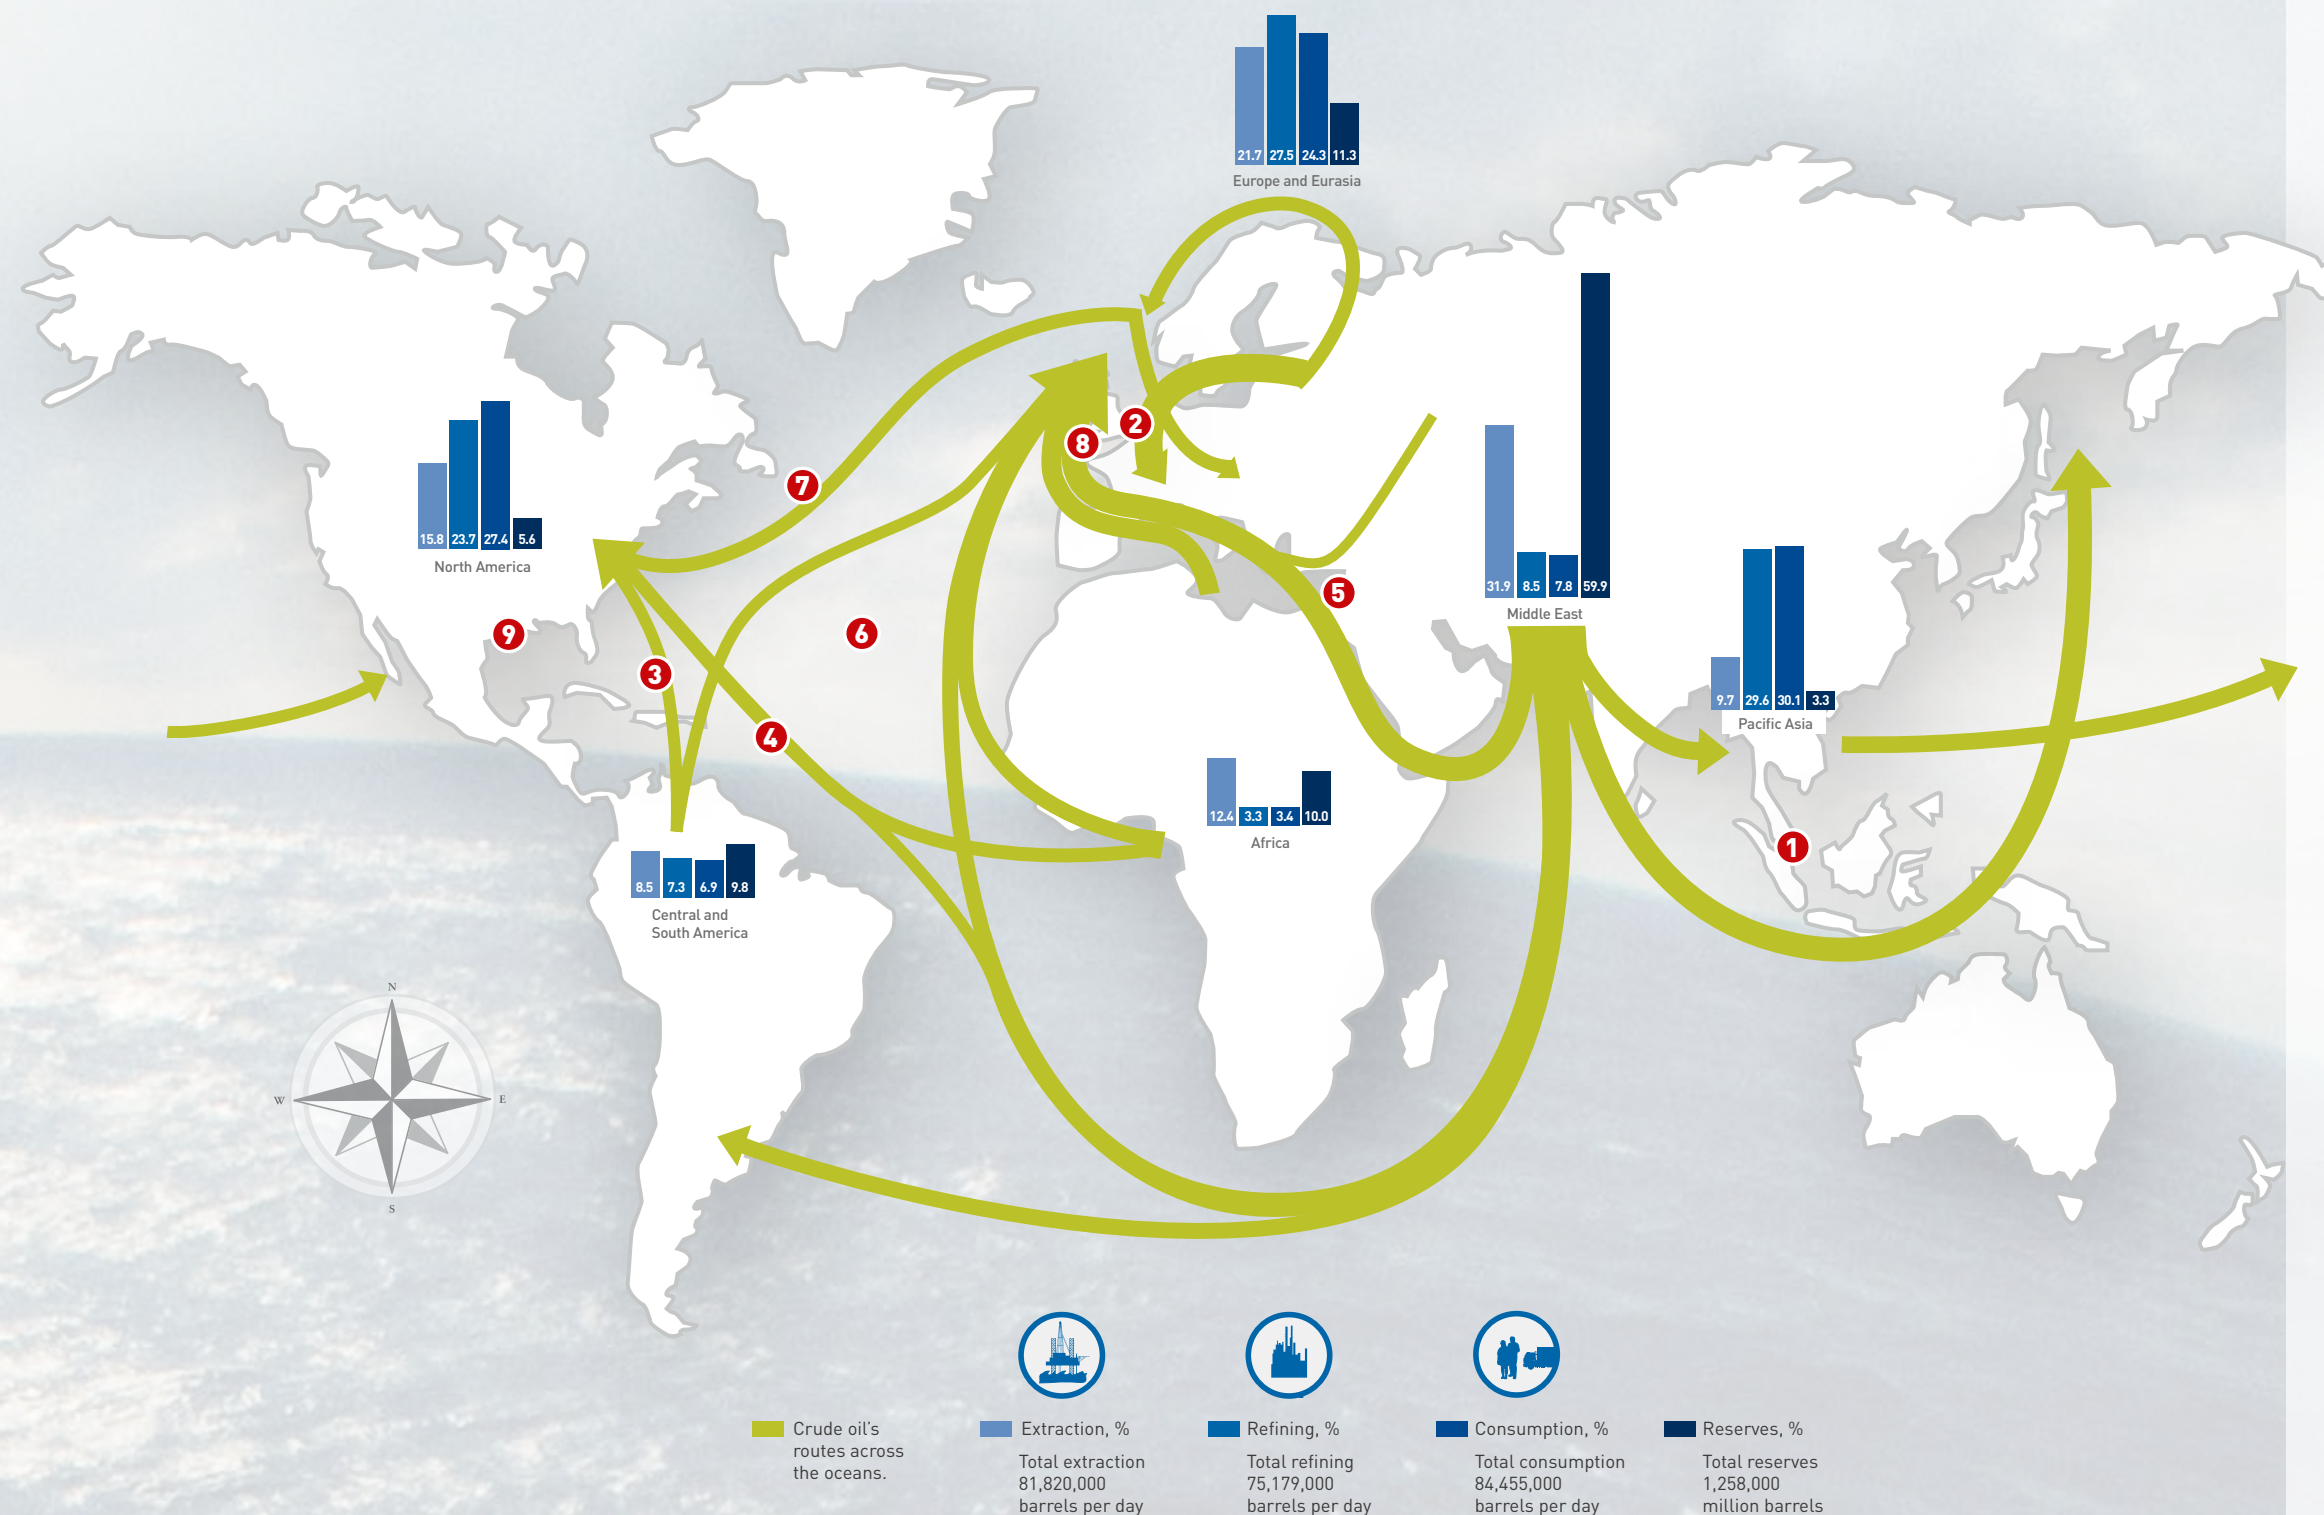 21.7 27.5 24.3 11.3
Europe and Eurasia
15.8 23.7 27.4 5.6
North America
31.9 8.5 7.8 59.9
Middle East
9.7 29.6 30.1 3.3
Pacific Asia
12.4 3.3 3.4 10.0
Africa
8.5 7.3 6.9 9.8
Central and
South America
2
8
7
5
6
9
3
4
1
N
W
E
S
Crude oil's
routes across
the oceans.
Extraction, %
Total extraction
81,820,000
barrels per day
Refining, %
Total refining
75,179,000
barrels per day
Consumption, %
Total consumption
84,455,000
barrels per day
Reserves, %
Total reserves
1,258,000
million barrels